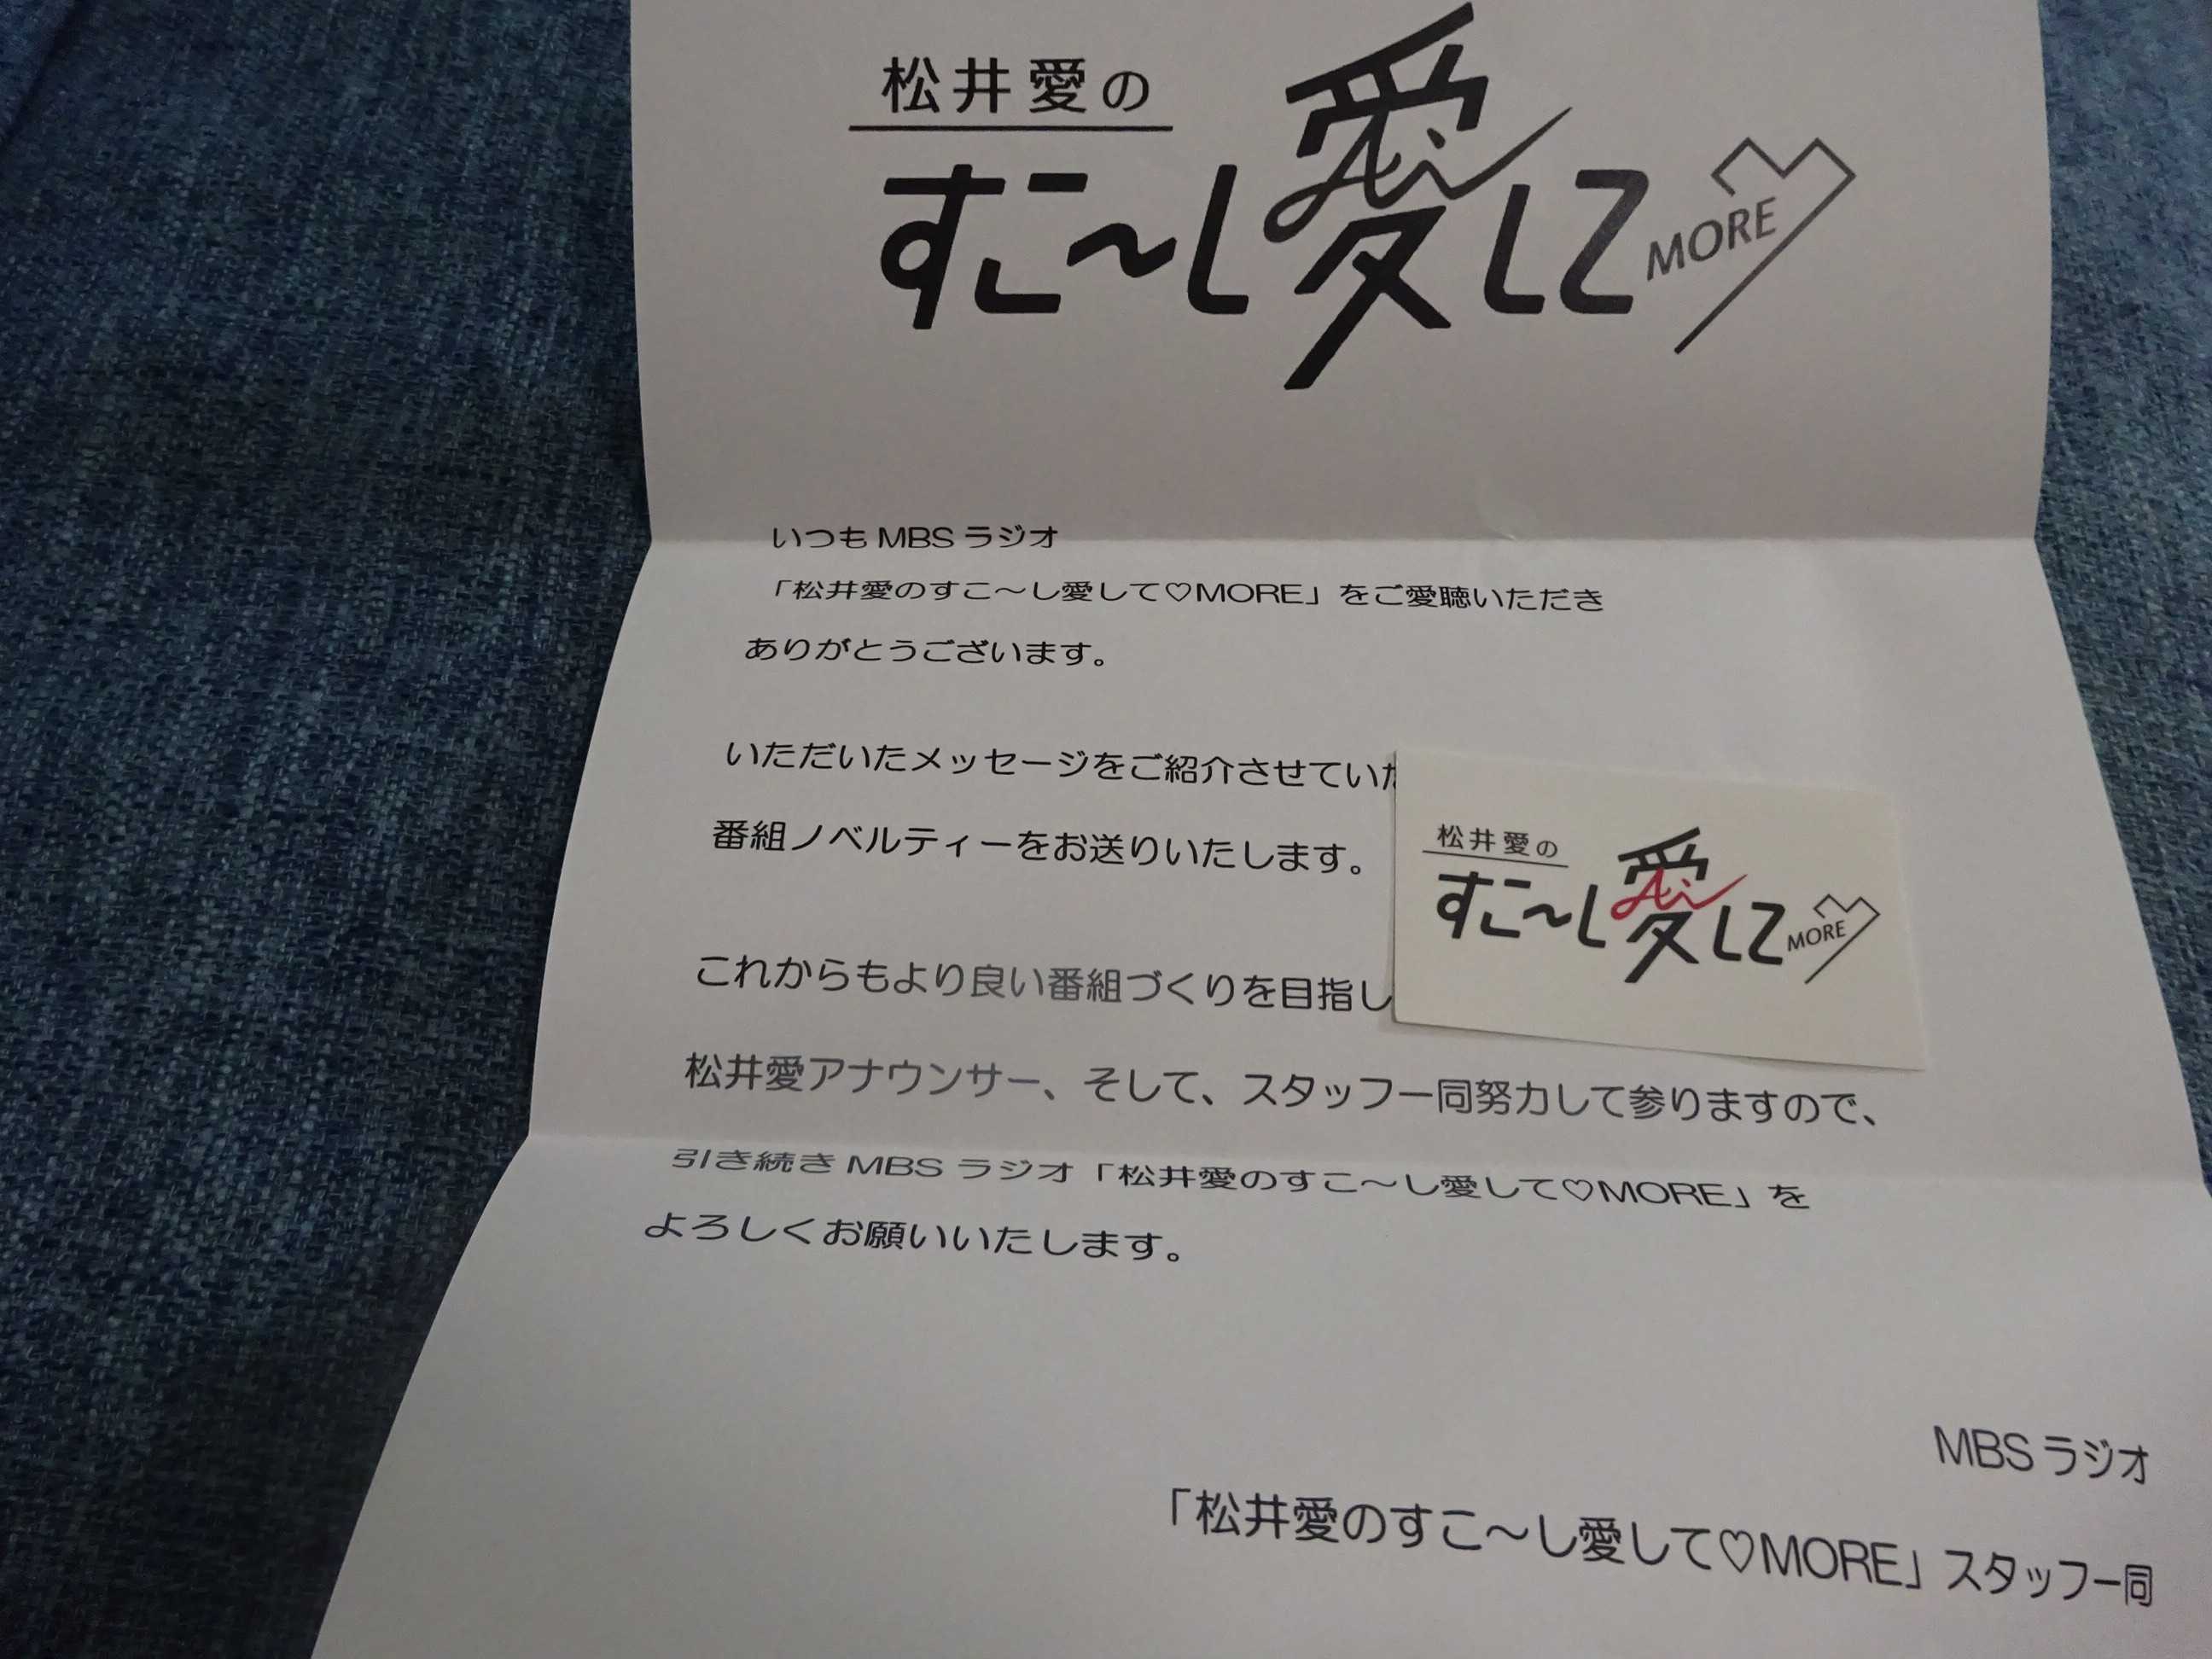 松井愛の
すこ〜し愛して
Ai
MORE
いつもMBSラジオ
「松井愛のすこ〜し愛して♡MORE」をご愛聴いただき
ありがとうございます。
いただいたメッセージをご紹介させていた
番組ノベルティーをお送りいたします。
松井愛の
すこ〜し愛して
Ai
MORE
これからもより良い番組づくりを目指し
松井愛アナウンサー、そして、スタッフ一同努力して参りますので、
引き続きMBSラジオ「松井愛のすこ〜し愛して♡MORE」を
よろしくお願いいたします。
MBSラジオ
「松井愛のすこ〜し愛して♡MORE」スタッフ一同